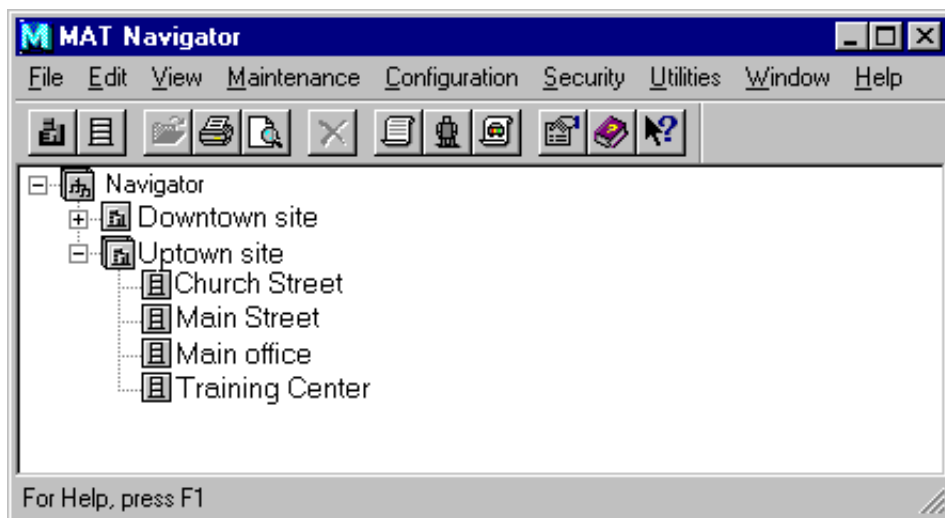 MAT Navigator
File Edit View Maintenance Configuration Security Utilities Window Help
Navigator
Downtown site
Uptown site
Church Street
Main Street
Main office
Training Center
For Help, press F1